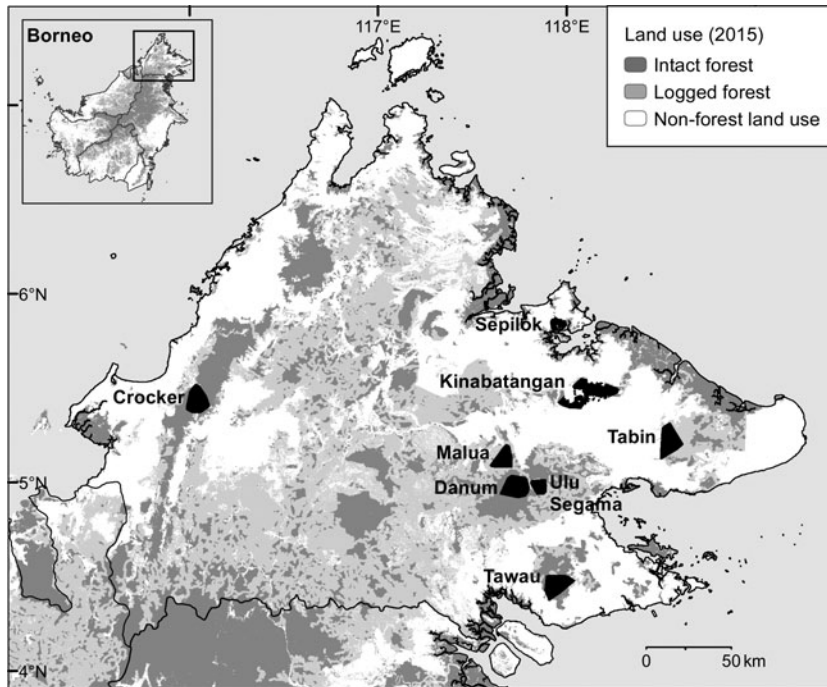 Borneo
117°E
118°E
Land use (2015)
Intact forest
Logged forest
Non-forest land use
6°N
Sepilok
Kinabatangan
Crocker
Tabin
Malua
Danum
Ulu
Segama
5°N
Tawau
4°N
0
50 km